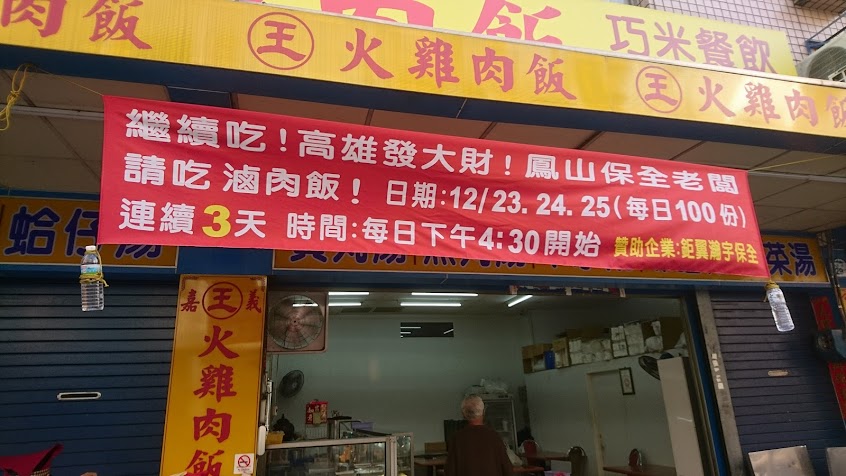 巧米餐飲
肉飯 王 火雞肉飯 王 火雞肉飯
繼續吃！高雄發大財！鳳山保全老闆
請吃滷肉飯！ 日期:12/23.24.25(每日100份)
連續3天 時間:每日下午4:30開始 贊助企業:鉅翼瀚宇保全
蛤仔湯
菜湯
嘉王義
火雞肉飯